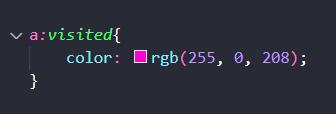 a:visited{
color: rgb(255, 0, 208);
}